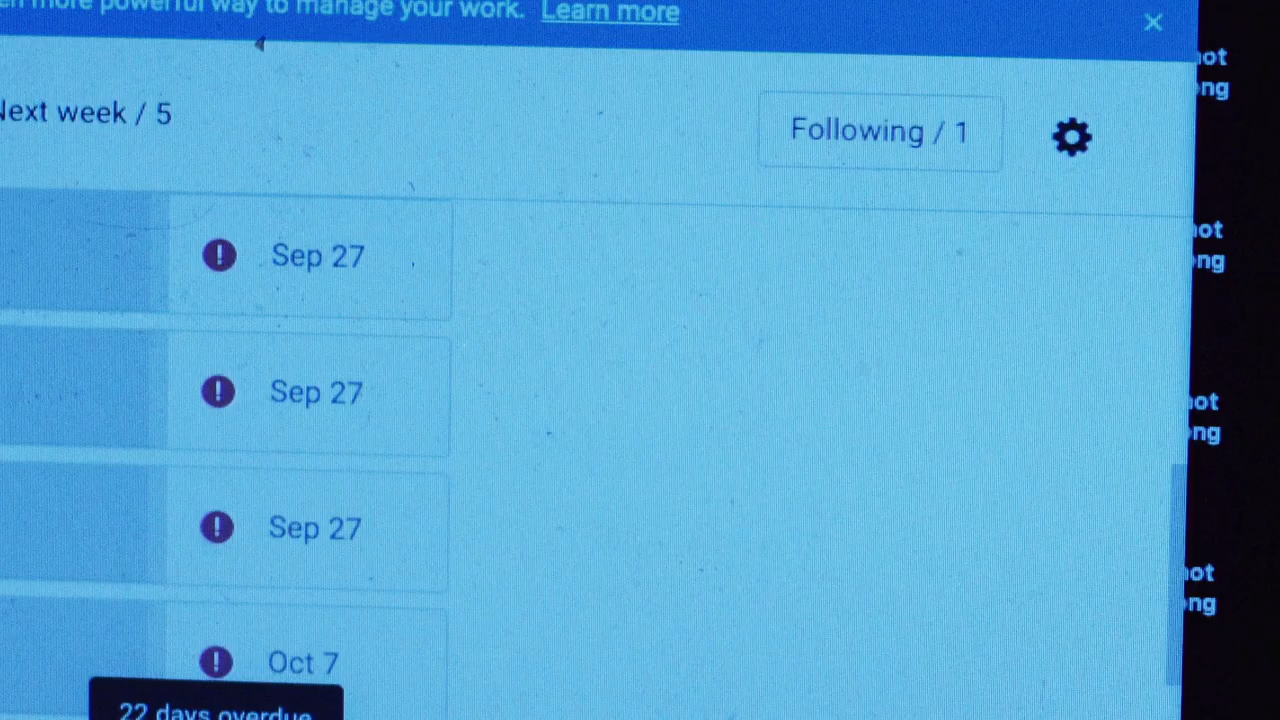 more powerful way to manage your work. Learn more
Next week / 5
Following / 1
Sep 27
Sep 27
Sep 27
Oct 7
22 days overdue